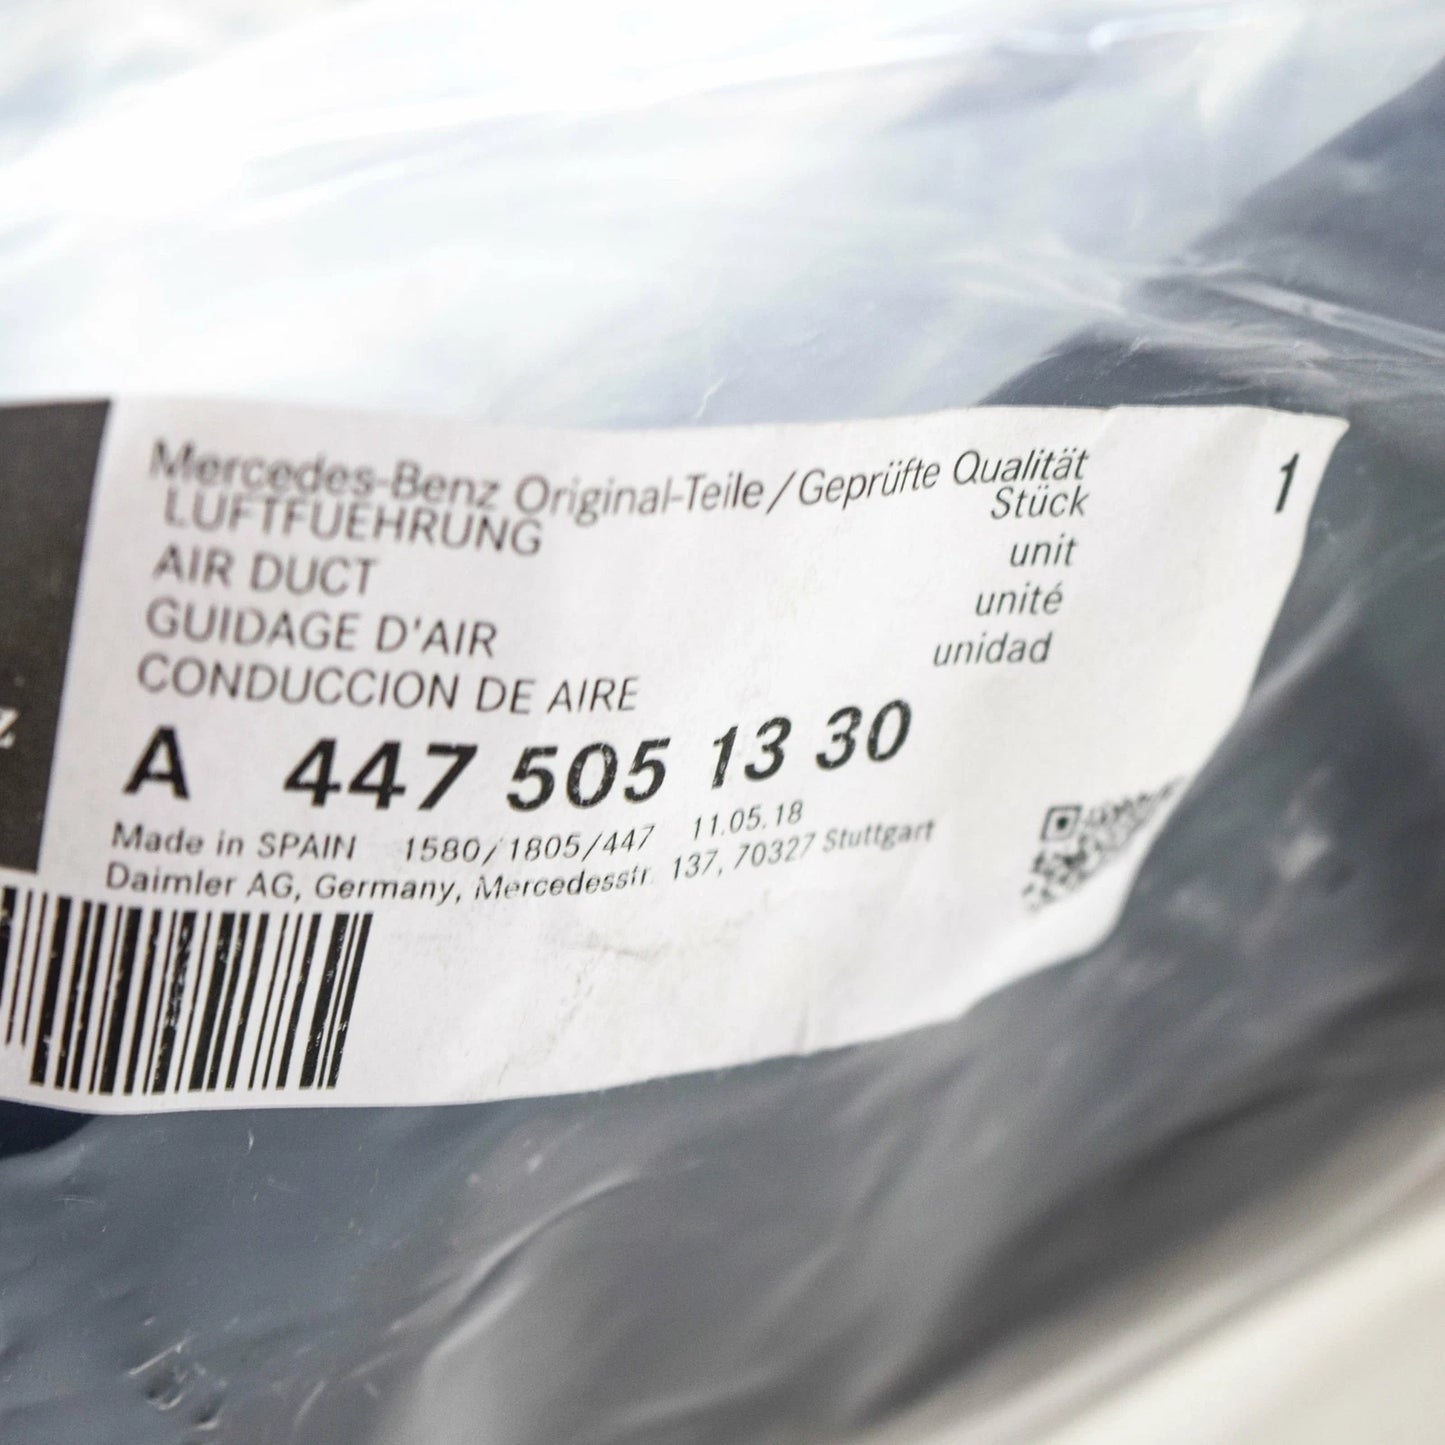 Mercedes-Benz Original-Teile/Geprüfte Qualität
LUFTFUEHRUNG Stück 1
AIR DUCT unit
GUIDAGE D'AIR unité
CONDUCCION DE AIRE unidad
A 447 505 13 30
Made in SPAIN 1580/1805/447 11.05.18
Daimler AG, Germany, Mercedesstr. 137, 70327 Stuttgart
z